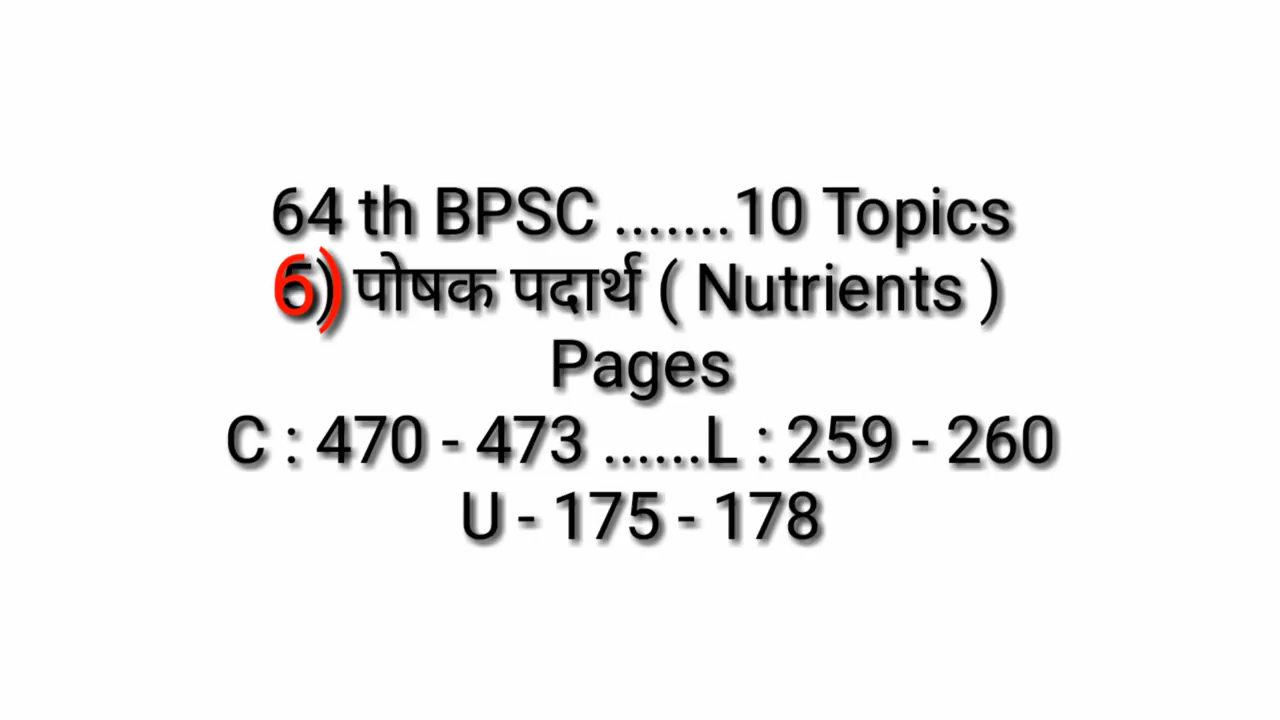 64 th BPSC .......10 Topics
6) पोषक पदार्थ ( Nutrients )
Pages
C : 470 - 473 ......L : 259 - 260
U - 175 - 178